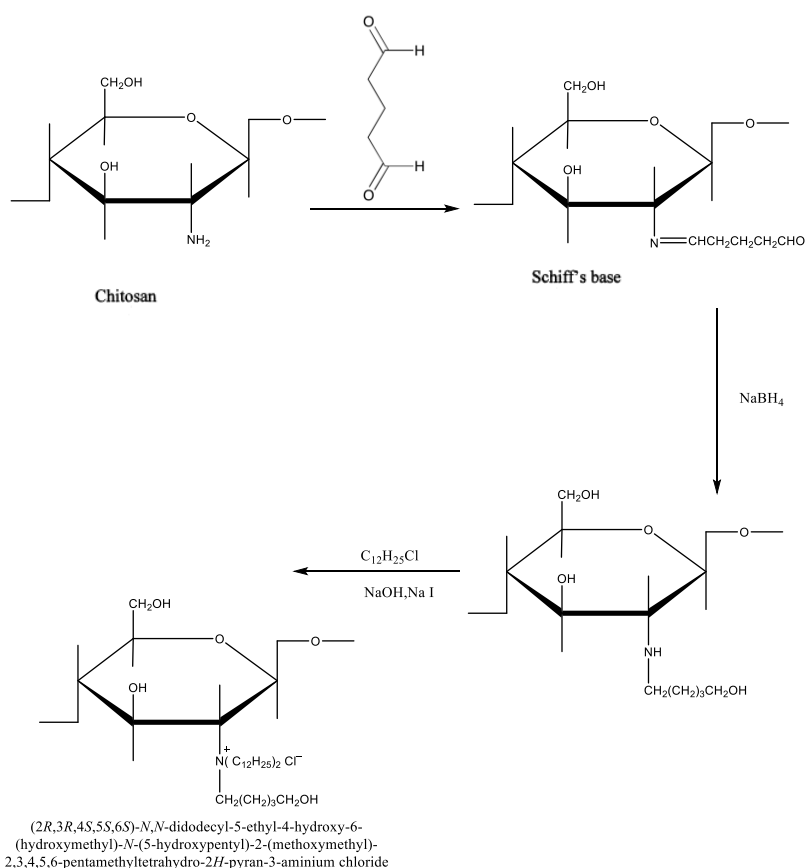 O
H
H
O
CH₂OH
O
O
OH
NH₂
Chitosan
CH₂OH
O
O
OH
N
CHCH₂CH₂CH₂CHO
Schiff's base
NaBH₄
CH₂OH
O
O
OH
NH
CH₂(CH₂)₃CH₂OH
C₁₂H₂₅Cl
NaOH,Na I
CH₂OH
O
O
OH
N⁺( C₁₂H₂₅)₂ Cl⁻
CH₂(CH₂)₃CH₂OH
(2R,3R,4S,5S,6S)-N,N-didodecyl-5-ethyl-4-hydroxy-6-
(hydroxymethyl)-N-(5-hydroxypentyl)-2-(methoxymethyl)-
2,3,4,5,6-pentamethyltetrahydro-2H-pyran-3-aminium chloride